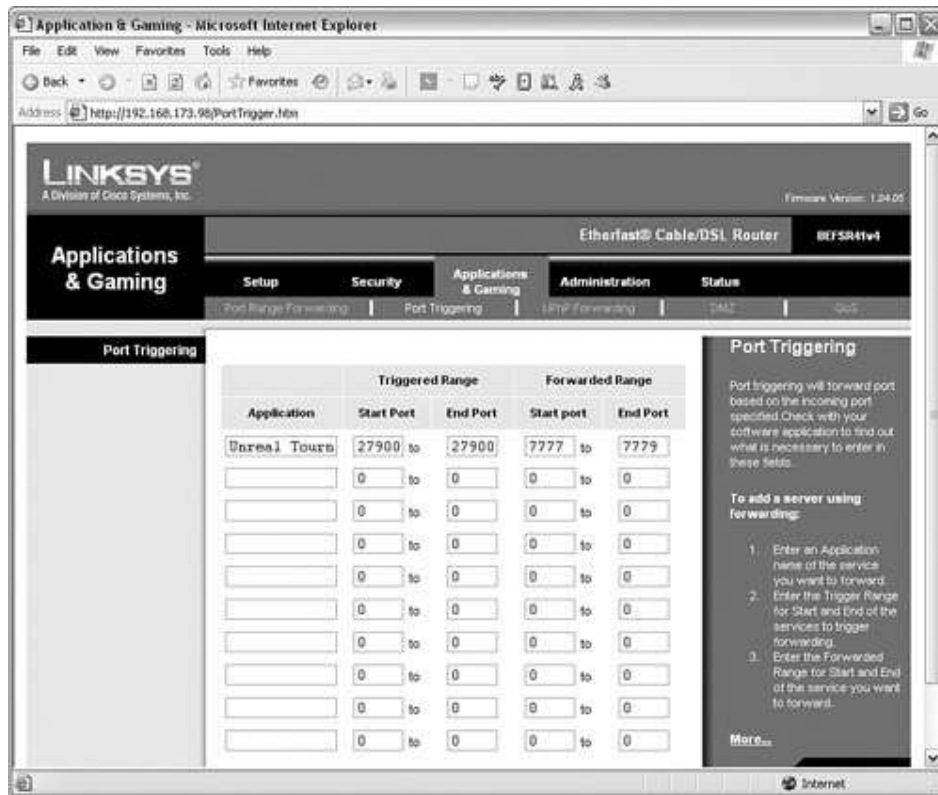 Application & Gaming - Microsoft Internet Explorer
File Edit View Favorites Tools Help
Back Favorites
Address http://192.168.173.98/PortTrigger.htm Go
LINKSYS®
A Division of Cisco Systems, Inc.
Firmware Version: 1.04.05
Etherfast® Cable/DSL Router BEFSR41v4
Applications & Gaming
Setup Security Applications & Gaming Administration Status
Port Range Forwarding Port Triggering UPnP Forwarding DMZ QoS
Port Triggering
Triggered Range Forwarded Range
Application Start Port End Port Start port End Port
Unreal Tourn 27900 to 27900 7777 to 7779
0 to 0 0 to 0
0 to 0 0 to 0
0 to 0 0 to 0
0 to 0 0 to 0
0 to 0 0 to 0
0 to 0 0 to 0
0 to 0 0 to 0
0 to 0 0 to 0
0 to 0 0 to 0
Port Triggering
Port triggering will forward port
based on the incoming port
specified.Check with your
software application to find out
what is necessary to enter in
these fields.
To add a server using
forwarding:
1. Enter an Application
name of the service
you want to forward.
2. Enter the Trigger Range
for Start and End of the
services to trigger
forwarding.
3. Enter the Forwarded
Range for Start and End
of the service you want
to forward.
More...
Internet